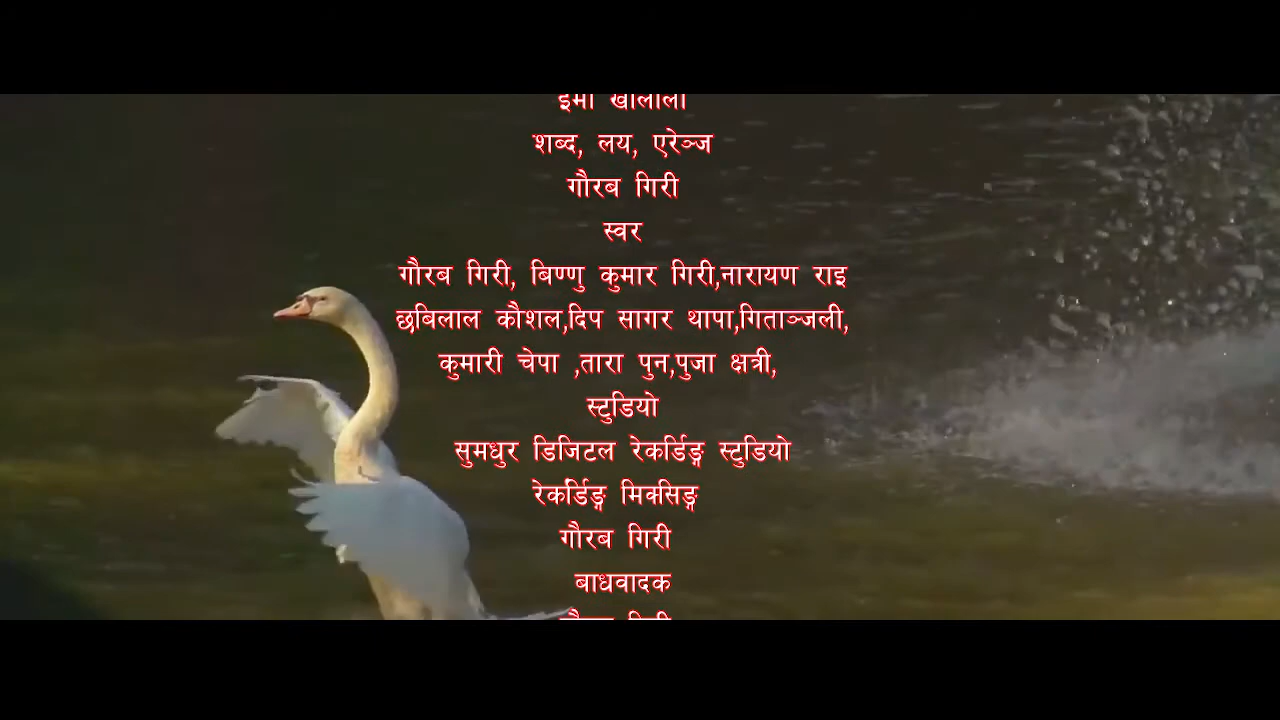 शब्द, लय, एरेञ्ज
गौरब गिरी
स्वर
गौरब गिरी, बिण्णु कुमार गिरी,नारायण राइ
छबिलाल कौशल,दिप सागर थापा,गिताञ्जली,
कुमारी चेपा ,तारा पुन,पुजा क्षत्री,
स्टुडियो
सुमधुर डिजिटल रेकर्डिङ्ग स्टुडियो
रेकर्डिङ्ग मिक्सिङ्ग
गौरब गिरी
बाधवादक